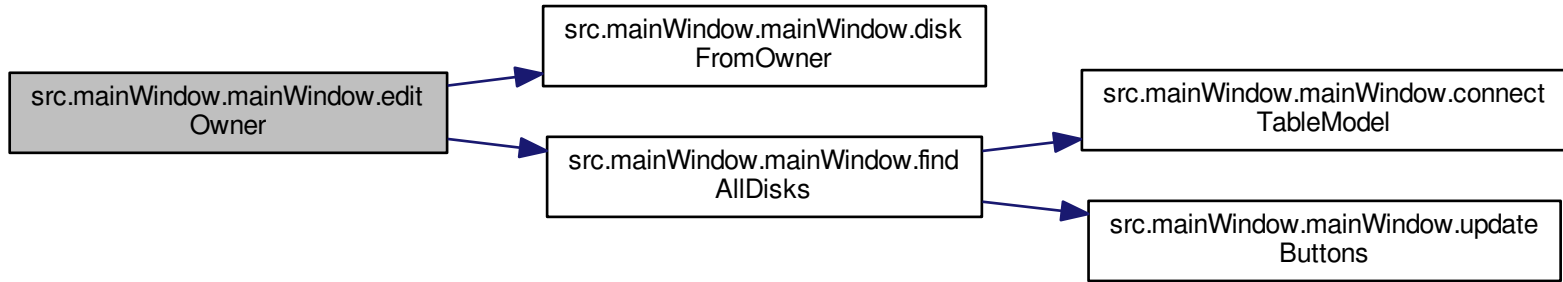 src.mainWindow.mainWindow.edit
Owner
src.mainWindow.mainWindow.disk
FromOwner
src.mainWindow.mainWindow.find
AllDisks
src.mainWindow.mainWindow.connect
TableModel
src.mainWindow.mainWindow.update
Buttons